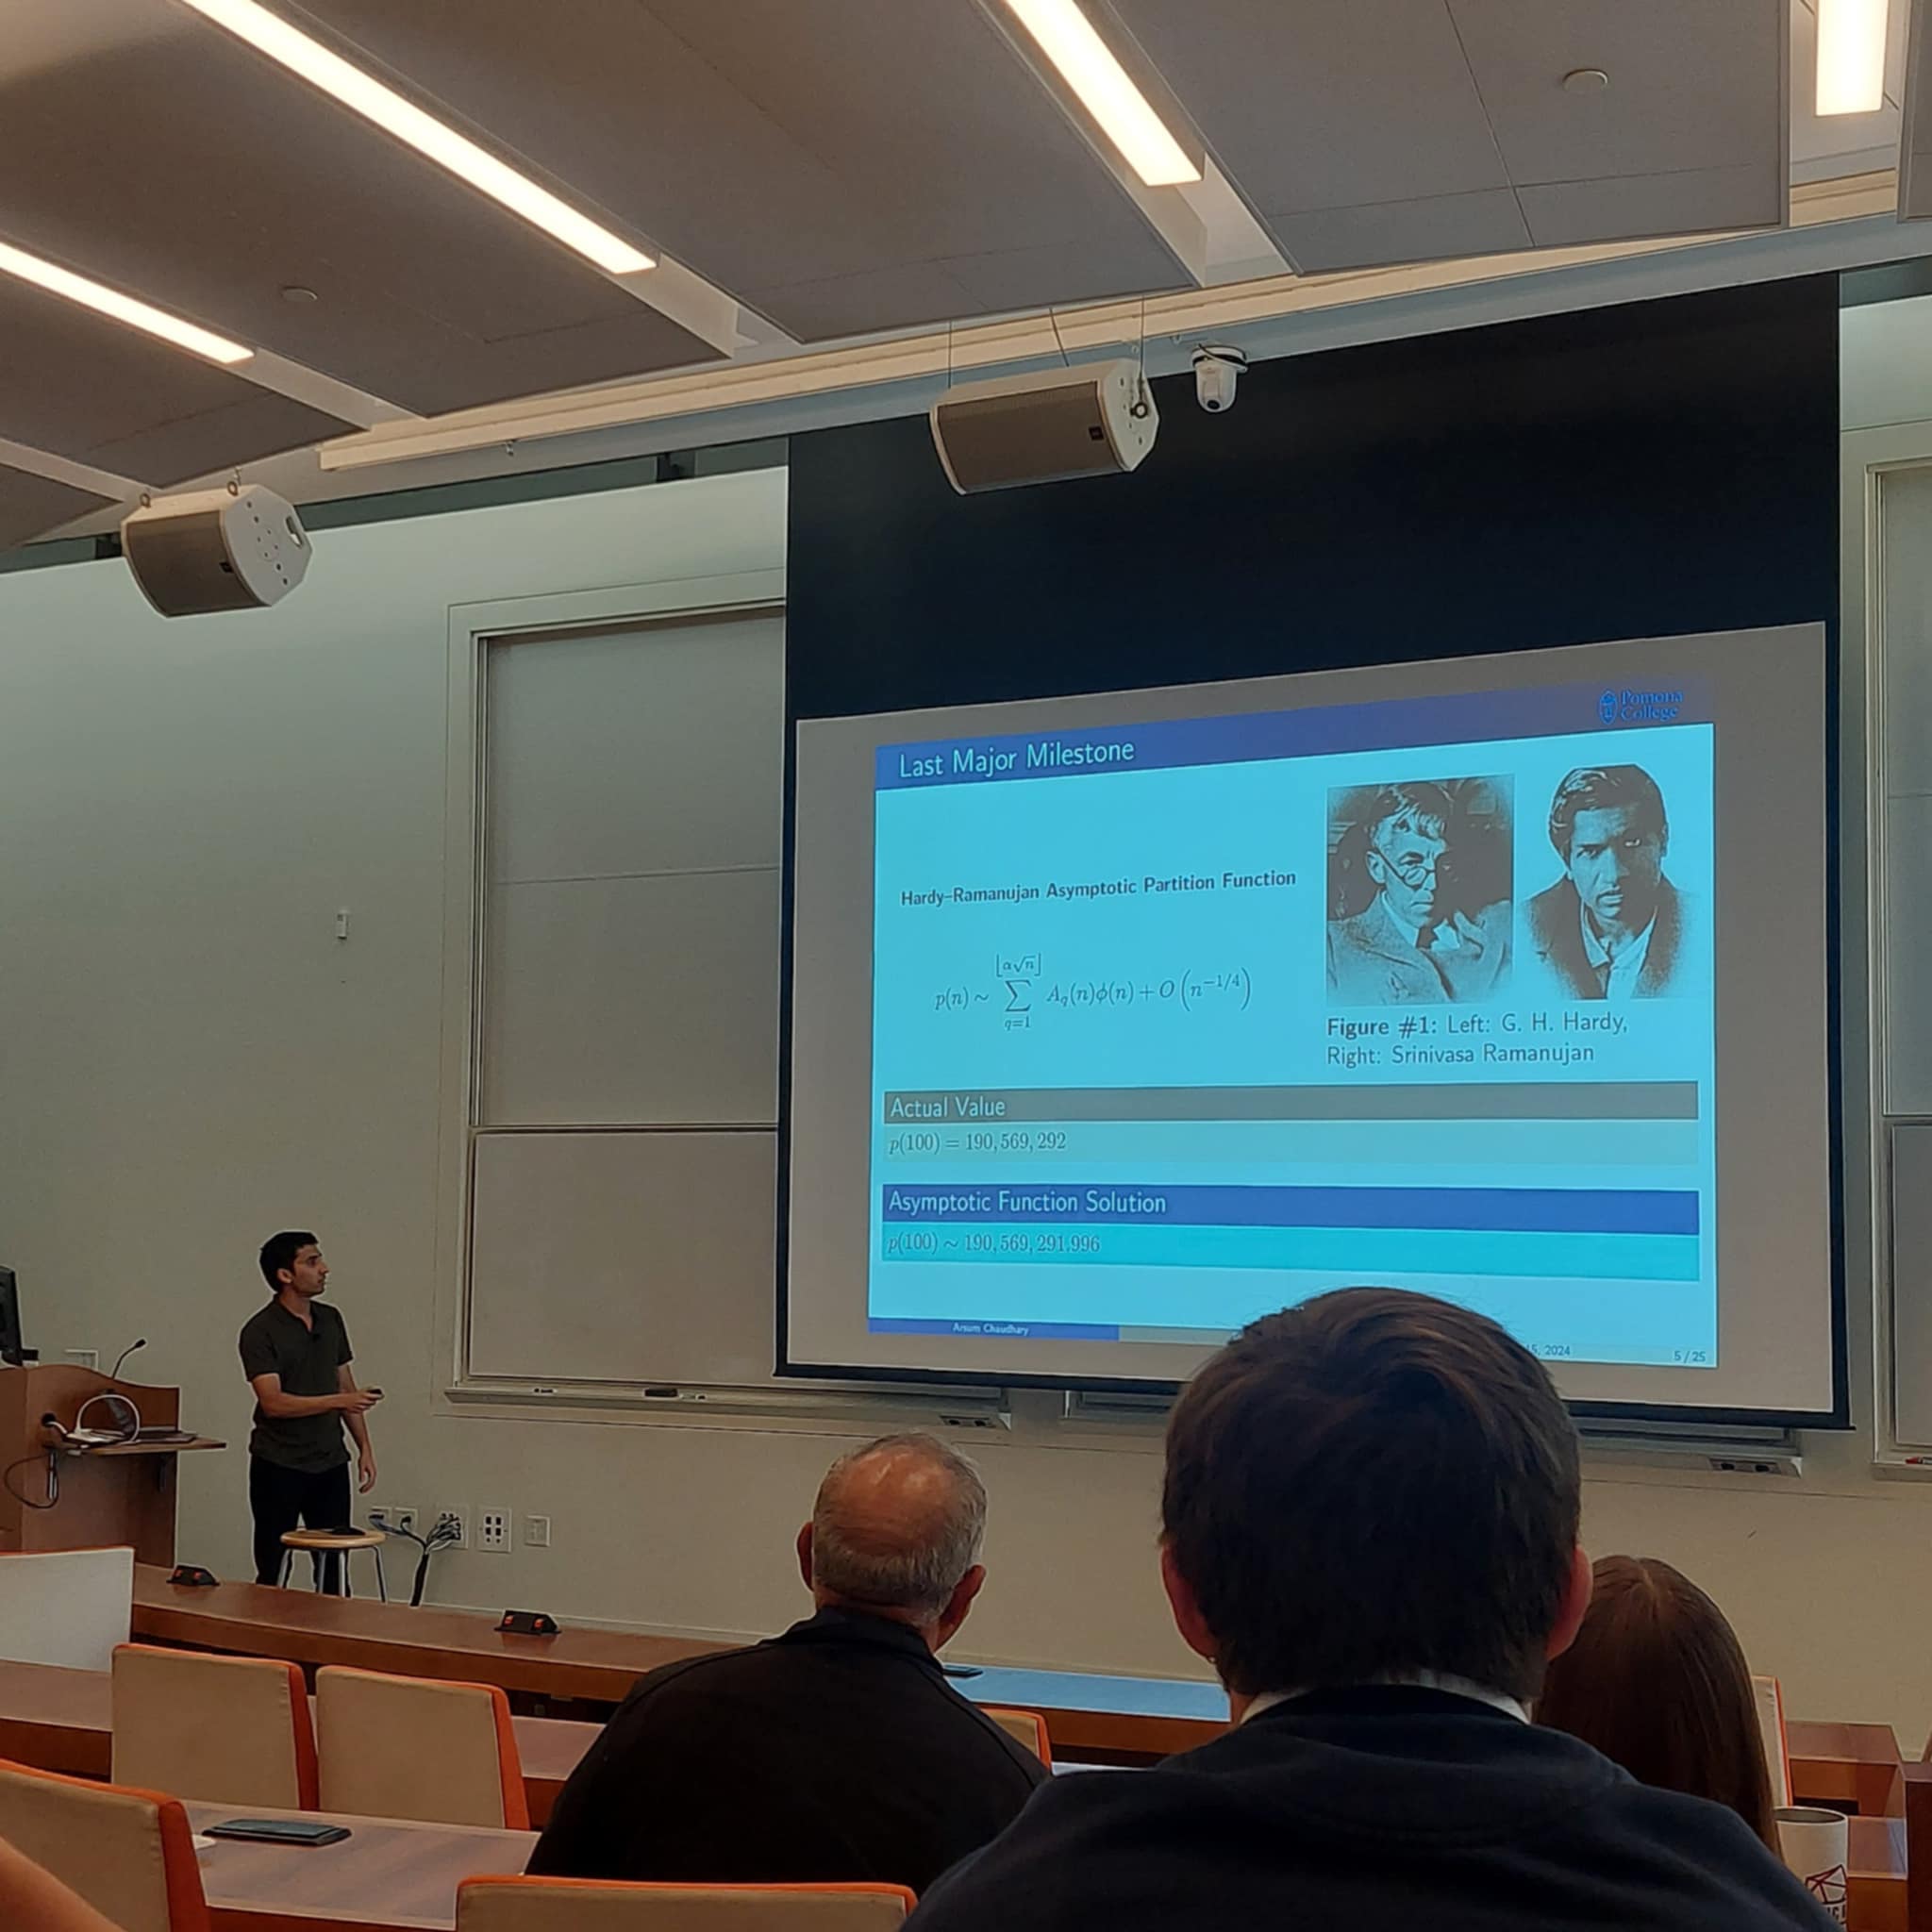 Pomona
College
Last Major Milestone
Hardy–Ramanujan Asymptotic Partition Function
⌊α√n⌋
p(n) ∼ ∑ A_q(n)ϕ(n) + O(n^{−1/4})
q=1
Figure #1: Left: G. H. Hardy,
Right: Srinivasa Ramanujan
Actual Value
p(100) = 190, 569, 292
Asymptotic Function Solution
p(100) ∼ 190, 569, 291.996
Arsum Chaudhary
15, 2024
5 / 25